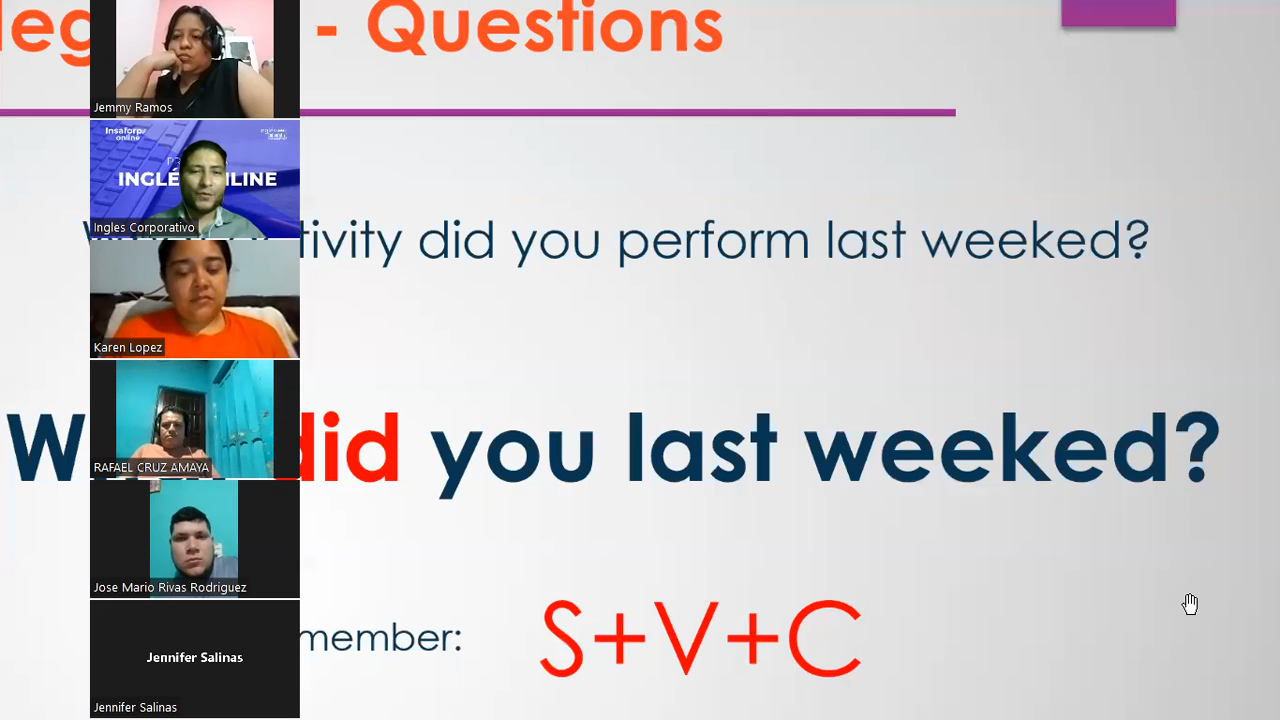 - Questions
Jemmy Ramos
Insaforp online
INGLÉ NLINE
Ingles Corporativo
tivity did you perform last weeked?
Karen Lopez
did you last weeked?
RAFAEL CRUZ AMAYA
Jose Mario Rivas Rodriguez
member: S+V+C
Jennifer Salinas
Jennifer Salinas